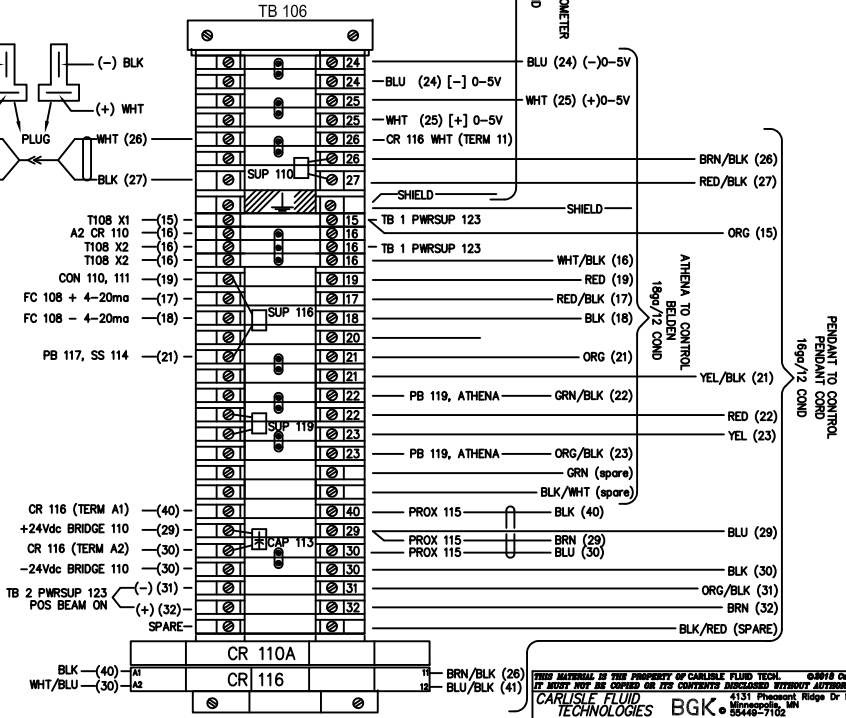 TB 106
OMETER
D
(-) BLK
(+) WHT
PLUG
WHT (26)
BLK (27)
24
BLU (24) (-)0-5V
24
BLU (24) [-] 0-5V
25
WHT (25) (+)0-5V
25
WHT (25) [+] 0-5V
26
CR 116 WHT (TERM 11)
26
BRN/BLK (26)
SUP 110
27
RED/BLK (27)
SHIELD
SHIELD
T108 X1 (15)
15
TB 1 PWRSUP 123
ORG (15)
A2 CR 110 (16)
16
T108 X2 (16)
16
TB 1 PWRSUP 123
T108 X2 (16)
16
WHT/BLK (16)
CON 110, 111 (19)
19
RED (19)
FC 108 + 4-20ma (17)
17
RED/BLK (17)
FC 108 - 4-20ma (18)
SUP 116
18
BLK (18)
20
PB 117, SS 114 (21)
21
ORG (21)
21
YEL/BLK (21)
22
PB 119, ATHENA
GRN/BLK (22)
22
RED (22)
SUP 119
23
YEL (23)
23
PB 119, ATHENA
ORG/BLK (23)
GRN (spare)
BLK/WHT (spare)
CR 116 (TERM A1) (40)
40
PROX 115
BLK (40)
+24Vdc BRIDGE 110 (29)
29
BLU (29)
PROX 115
BRN (29)
CR 116 (TERM A2) (30)
CAP 113
30
PROX 115
BLU (30)
-24Vdc BRIDGE 110 (30)
30
BLK (30)
TB 2 PWRSUP 123
POS BEAM ON
(-) (31)
31
ORG/BLK (31)
(+) (32)
32
BRN (32)
SPARE
BLK/RED (SPARE)
ATHENA TO CONTROL
BELDEN
18ga/12 COND
PENDANT TO CONTROL
PENDANT CORD
16ga/12 COND
CR 110A
BLK (40)
A1
CR 116
11
BRN/BLK (26)
WHT/BLU (30)
A2
12
BLU/BLK (41)
THIS MATERIAL IS THE PROPERTY OF CARLISLE FLUID TECH. ©2018
IT MUST NOT BE COPIED OR ITS CONTENTS DISCLOSED WITHOUT
CARLISLE FLUID
TECHNOLOGIES
BGK
4131 Pheasant Ridge Dr
Minneapolis, MN
55449-7102